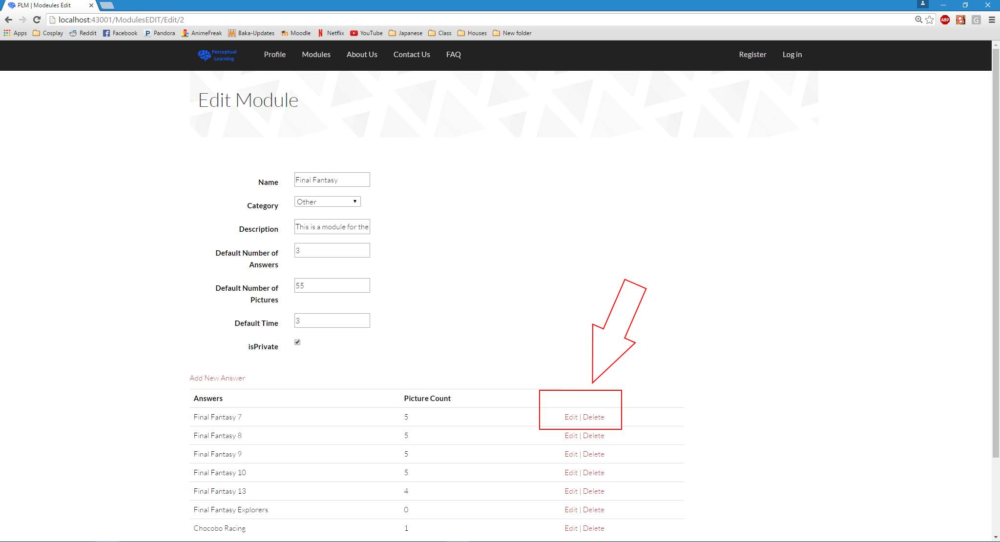 PLM | Modeules Edit
localhost:43001/ModulesEDIT/Edit/2
ABP
G
Apps Cosplay Reddit Facebook Pandora AnimeFreak Baka-Updates Moodle Netflix YouTube Japanese Class Houses New folder
Perceptual
Learning
Profile Modules About Us Contact Us FAQ Register Log in
Edit Module
Name Final Fantasy
Category Other
Description This is a module for the
Default Number of
Answers 3
Default Number of
Pictures 55
Default Time 3
isPrivate
Add New Answer
Answers Picture Count
Final Fantasy 7 5 Edit | Delete
Final Fantasy 8 5 Edit | Delete
Final Fantasy 9 5 Edit | Delete
Final Fantasy 10 5 Edit | Delete
Final Fantasy 13 4 Edit | Delete
Final Fantasy Explorers 0 Edit | Delete
Chocobo Racing 1 Edit | Delete